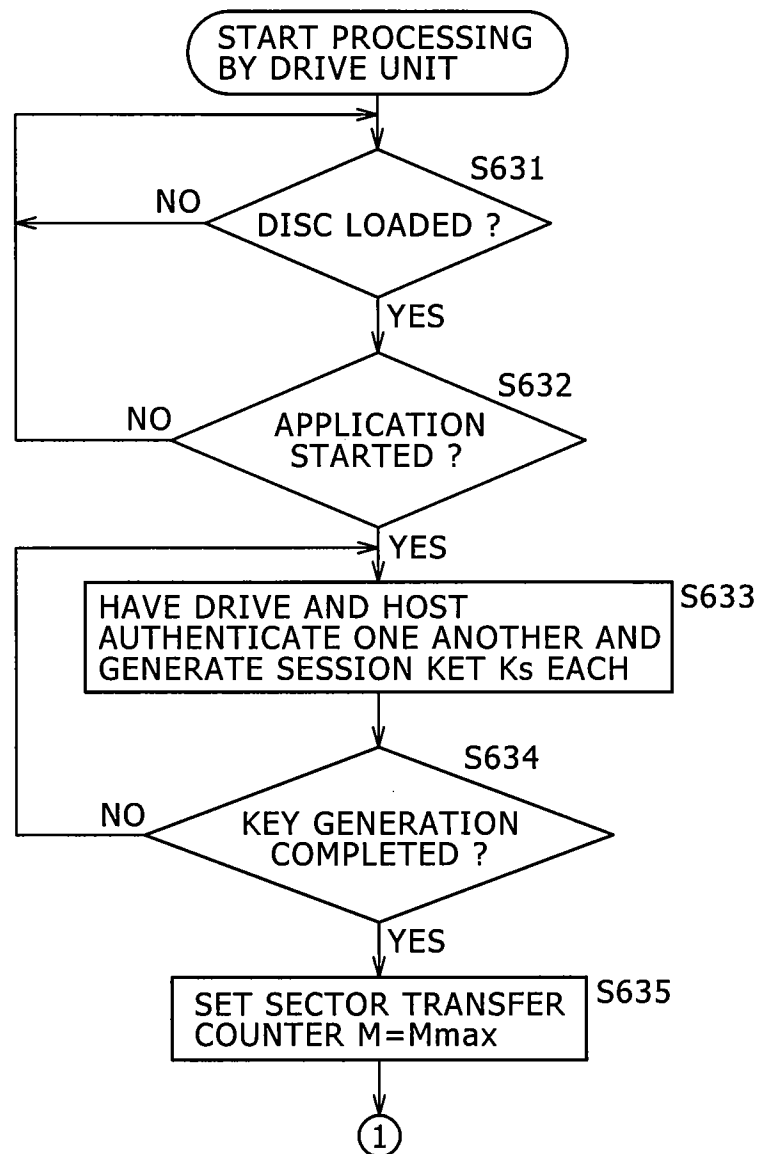 START PROCESSING
BY DRIVE UNIT
S631
NO
DISC LOADED ?
YES
S632
NO
APPLICATION
STARTED ?
YES
S633
HAVE DRIVE AND HOST
AUTHENTICATE ONE ANOTHER AND
GENERATE SESSION KET Ks EACH
S634
NO
KEY GENERATION
COMPLETED ?
YES
S635
SET SECTOR TRANSFER
COUNTER M=Mmax
1